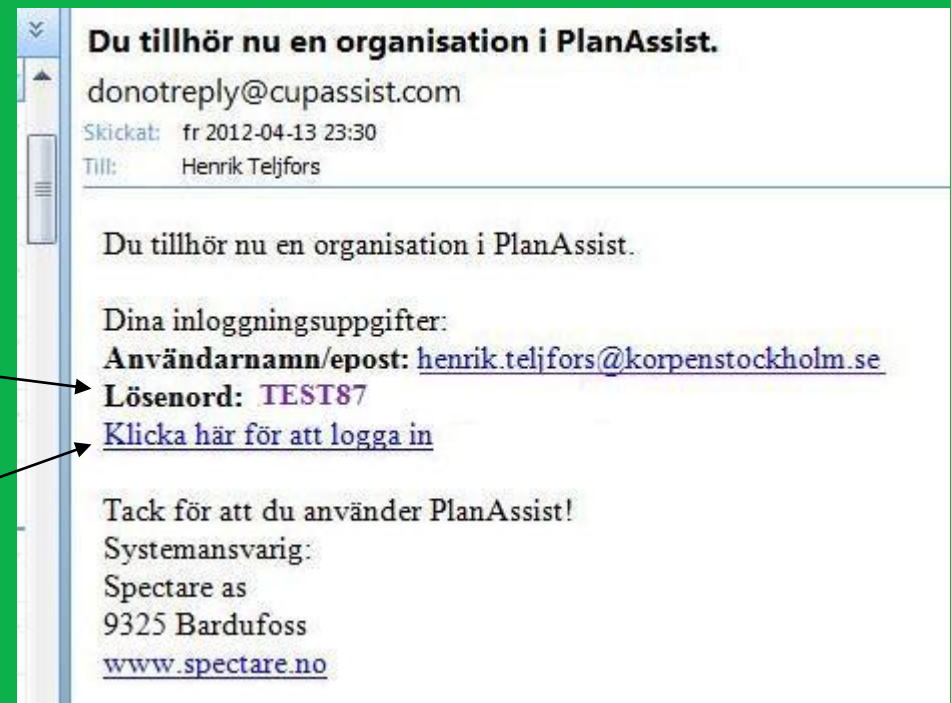 Du tillhör nu en organisation i PlanAssist.
donotreply@cupassist.com
Skickat: fr 2012-04-13 23:30
Till: Henrik Teljfors
Du tillhör nu en organisation i PlanAssist.
Dina inloggningsuppgifter:
Användarnamn/epost: henrik.teljfors@korpenstockholm.se
Lösenord: TEST87
Klicka här för att logga in
Tack för att du använder PlanAssist!
Systemansvarig:
Spectare as
9325 Bardufoss
www.spectare.no